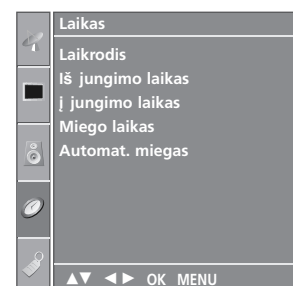 Laikas
Laikrodis
Iš jungimo laikas
į jungimo laikas
Miego laikas
Automat. miegas
▲▼ ◄► OK MENU